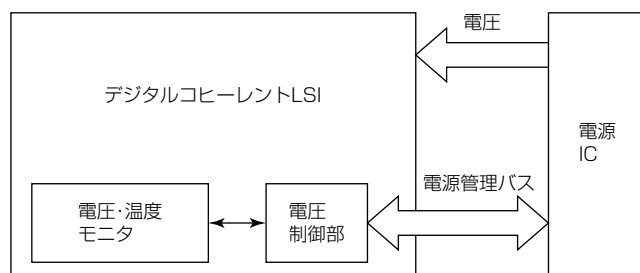 電圧
デジタルコヒーレントLSI
電源
IC
電源管理バス
電圧・温度
モニタ
電圧
制御部